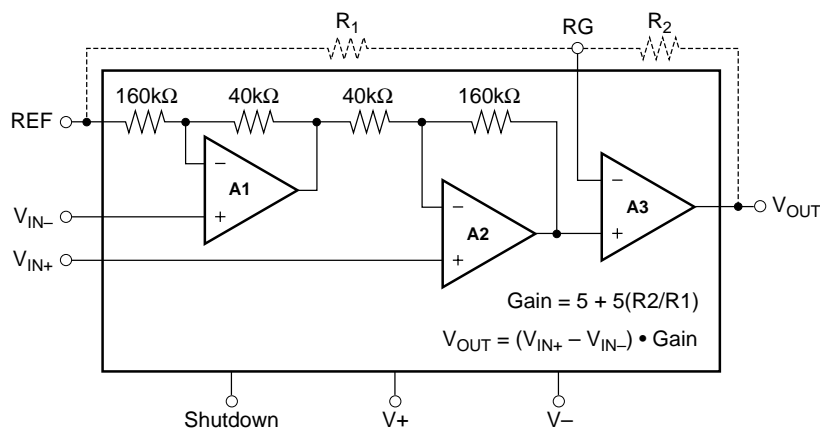 R1 RG R2
160kΩ 40kΩ 40kΩ 160kΩ
REF
− A1 +
VIN–
− A2 +
VIN+
− A3 +
VOUT
Gain = 5 + 5(R2/R1)
VOUT = (VIN+ – VIN–) • Gain
Shutdown V+ V–